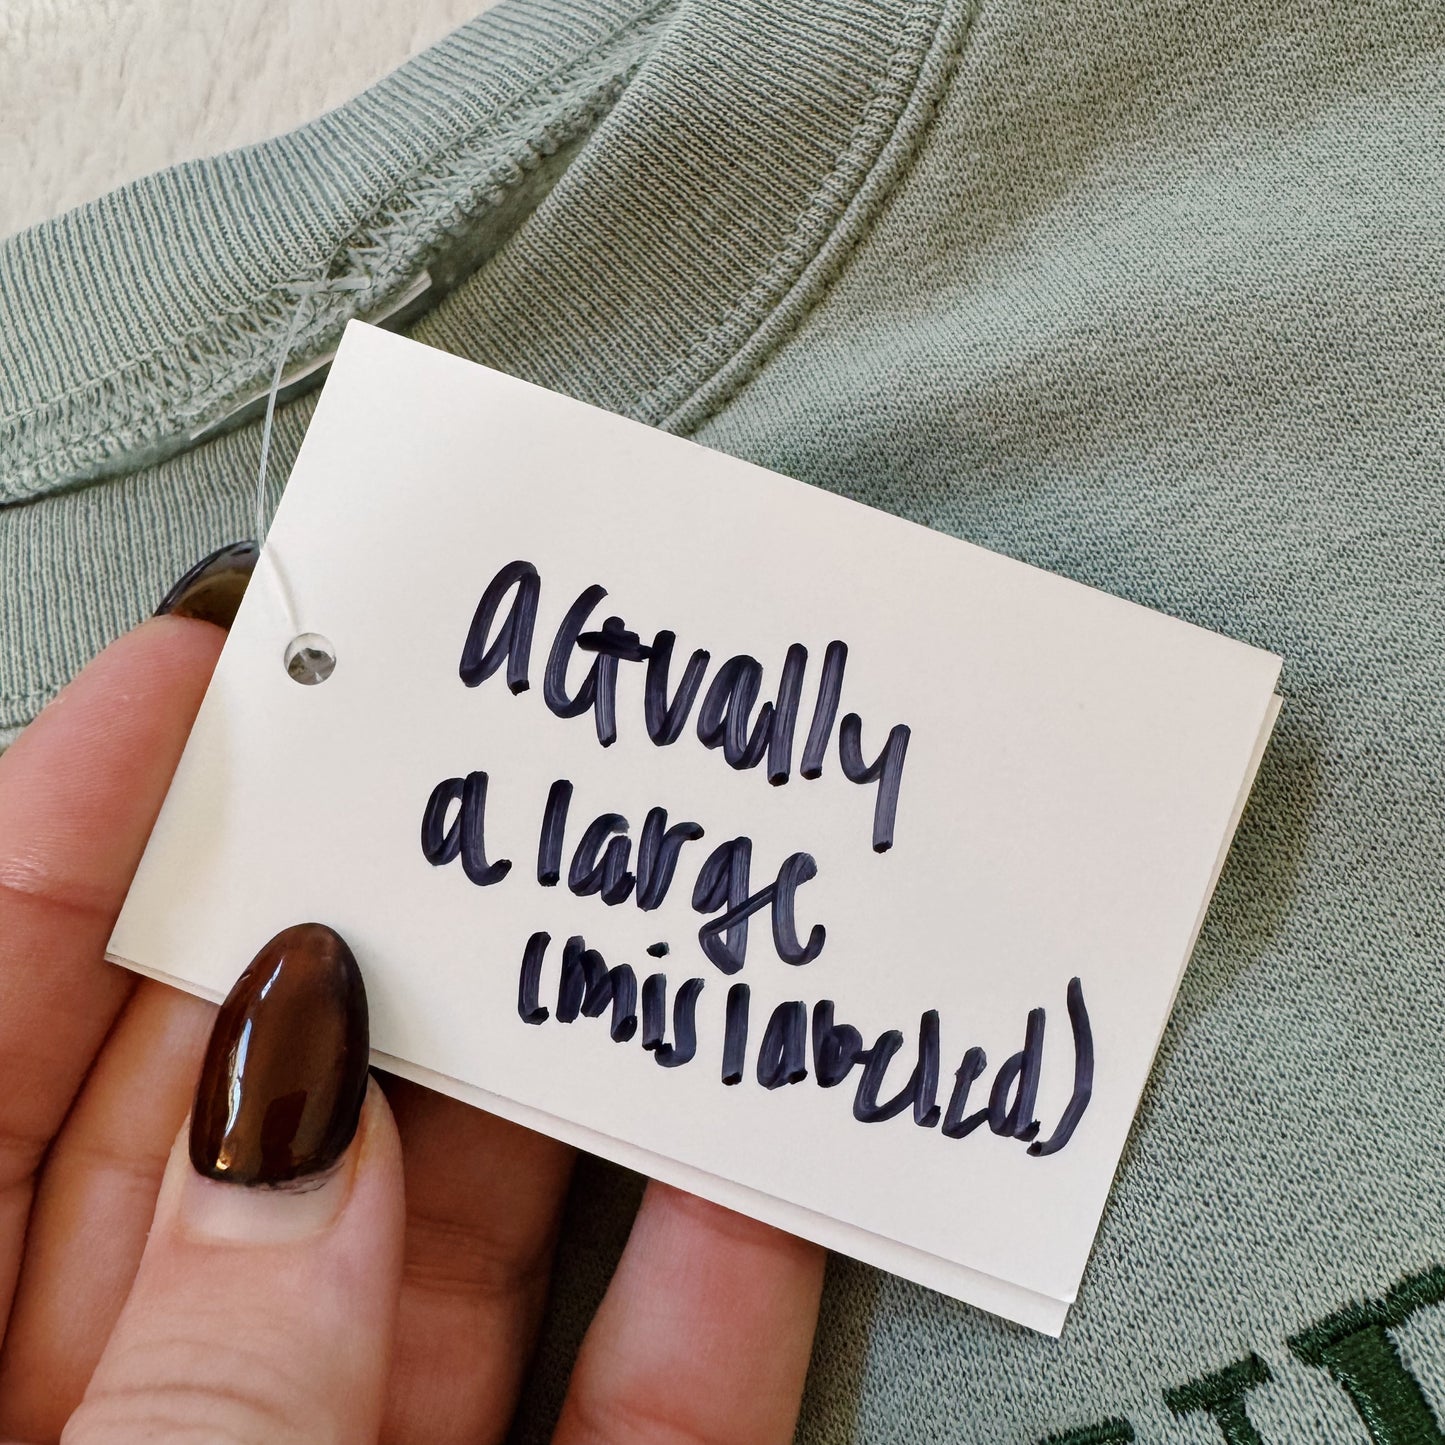 actually
a large
(mislabeled)